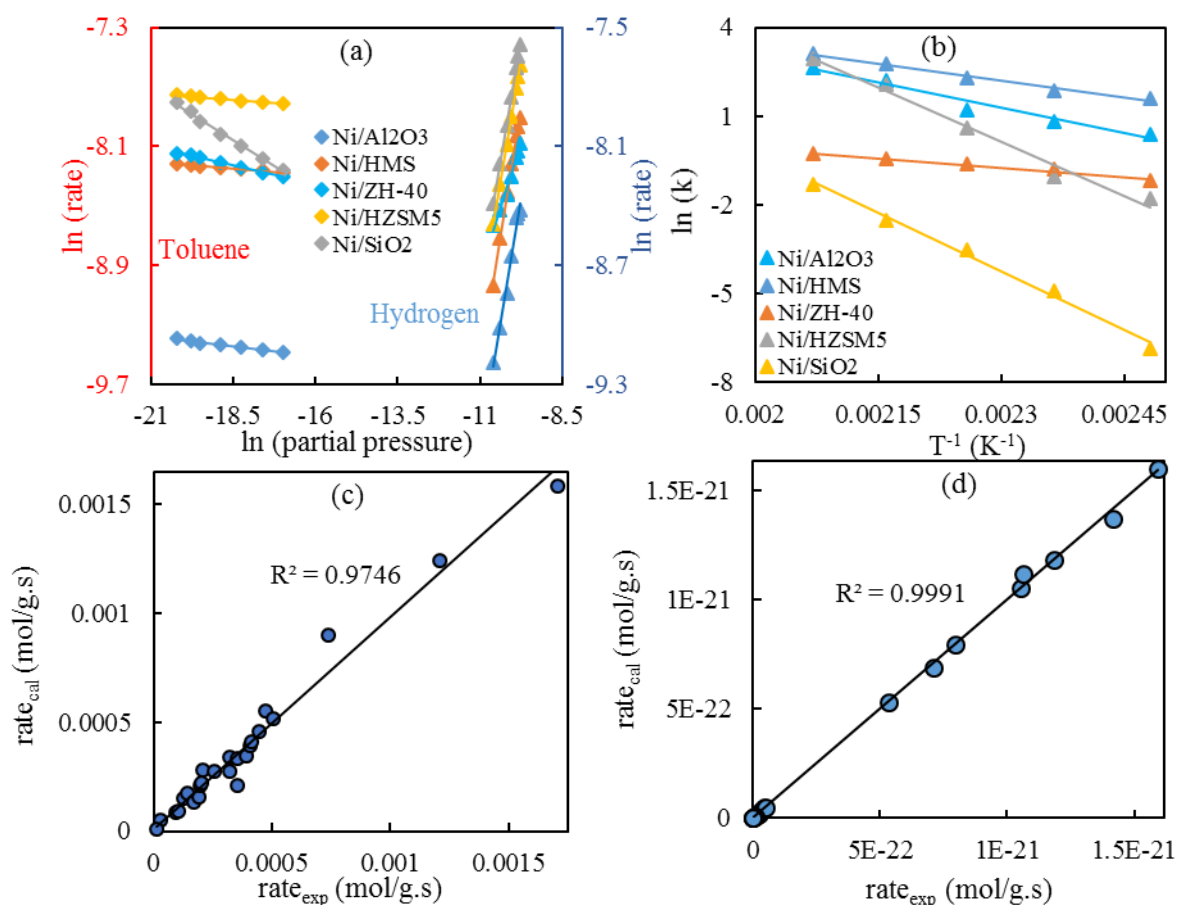 (a)
-7.3
-8.1
-8.9
-9.7
ln (rate)
Ni/Al2O3
Ni/HMS
Ni/ZH-40
Ni/HZSM5
Ni/SiO2
Toluene
Hydrogen
-7.5
-8.1
-8.7
-9.3
ln (rate)
-21
-18.5
-16
-13.5
-11
-8.5
ln (partial pressure)
(b)
4
1
-2
-5
-8
ln (k)
Ni/Al2O3
Ni/HMS
Ni/ZH-40
Ni/HZSM5
Ni/SiO2
0.002
0.00215
0.0023
0.00245
T-1 (K-1)
(c)
0.0015
0.001
0.0005
0
ratecal (mol/g.s)
R² = 0.9746
0
0.0005
0.001
0.0015
rateexp (mol/g.s)
(d)
1.5E-21
1E-21
5E-22
0
ratecal (mol/g.s)
R² = 0.9991
0
5E-22
1E-21
1.5E-21
rateexp (mol/g.s)